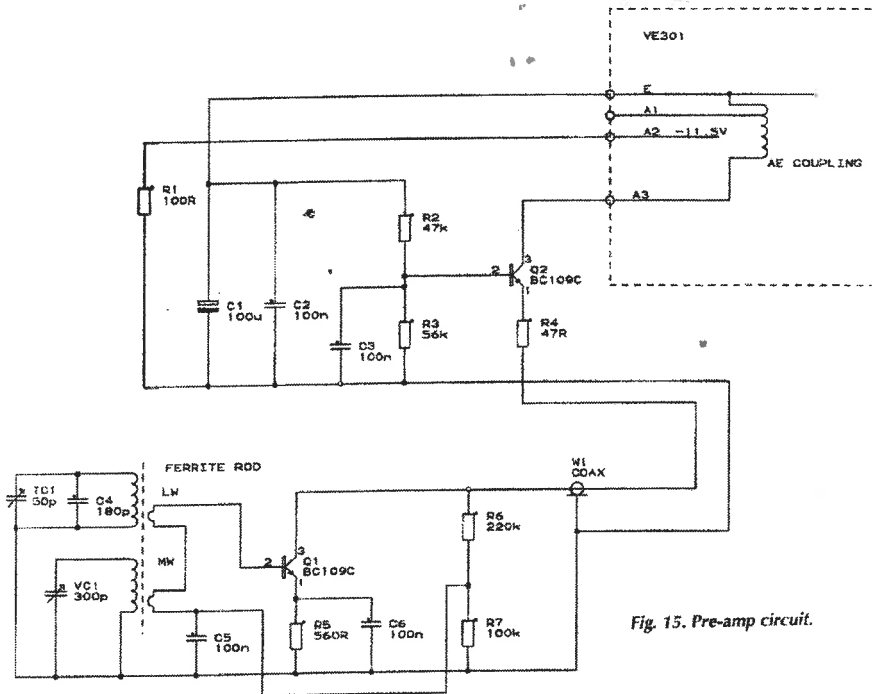 VE301
E
A1
A2 -11.5V
AE COUPLING
A3
R1
100R
R2
47k
2
3
Q2
BC109C
1
C1
100u
C2
100n
R3
56k
C3
100n
R4
47R
FERRITE ROD
W1
COAX
TC1
50p
C4
180p
LW
R6
220k
MW
2
3
Q1
BC109C
1
VC1
300p
C5
100n
R5
560R
C6
100n
R7
100k
Fig. 15. Pre-amp circuit.